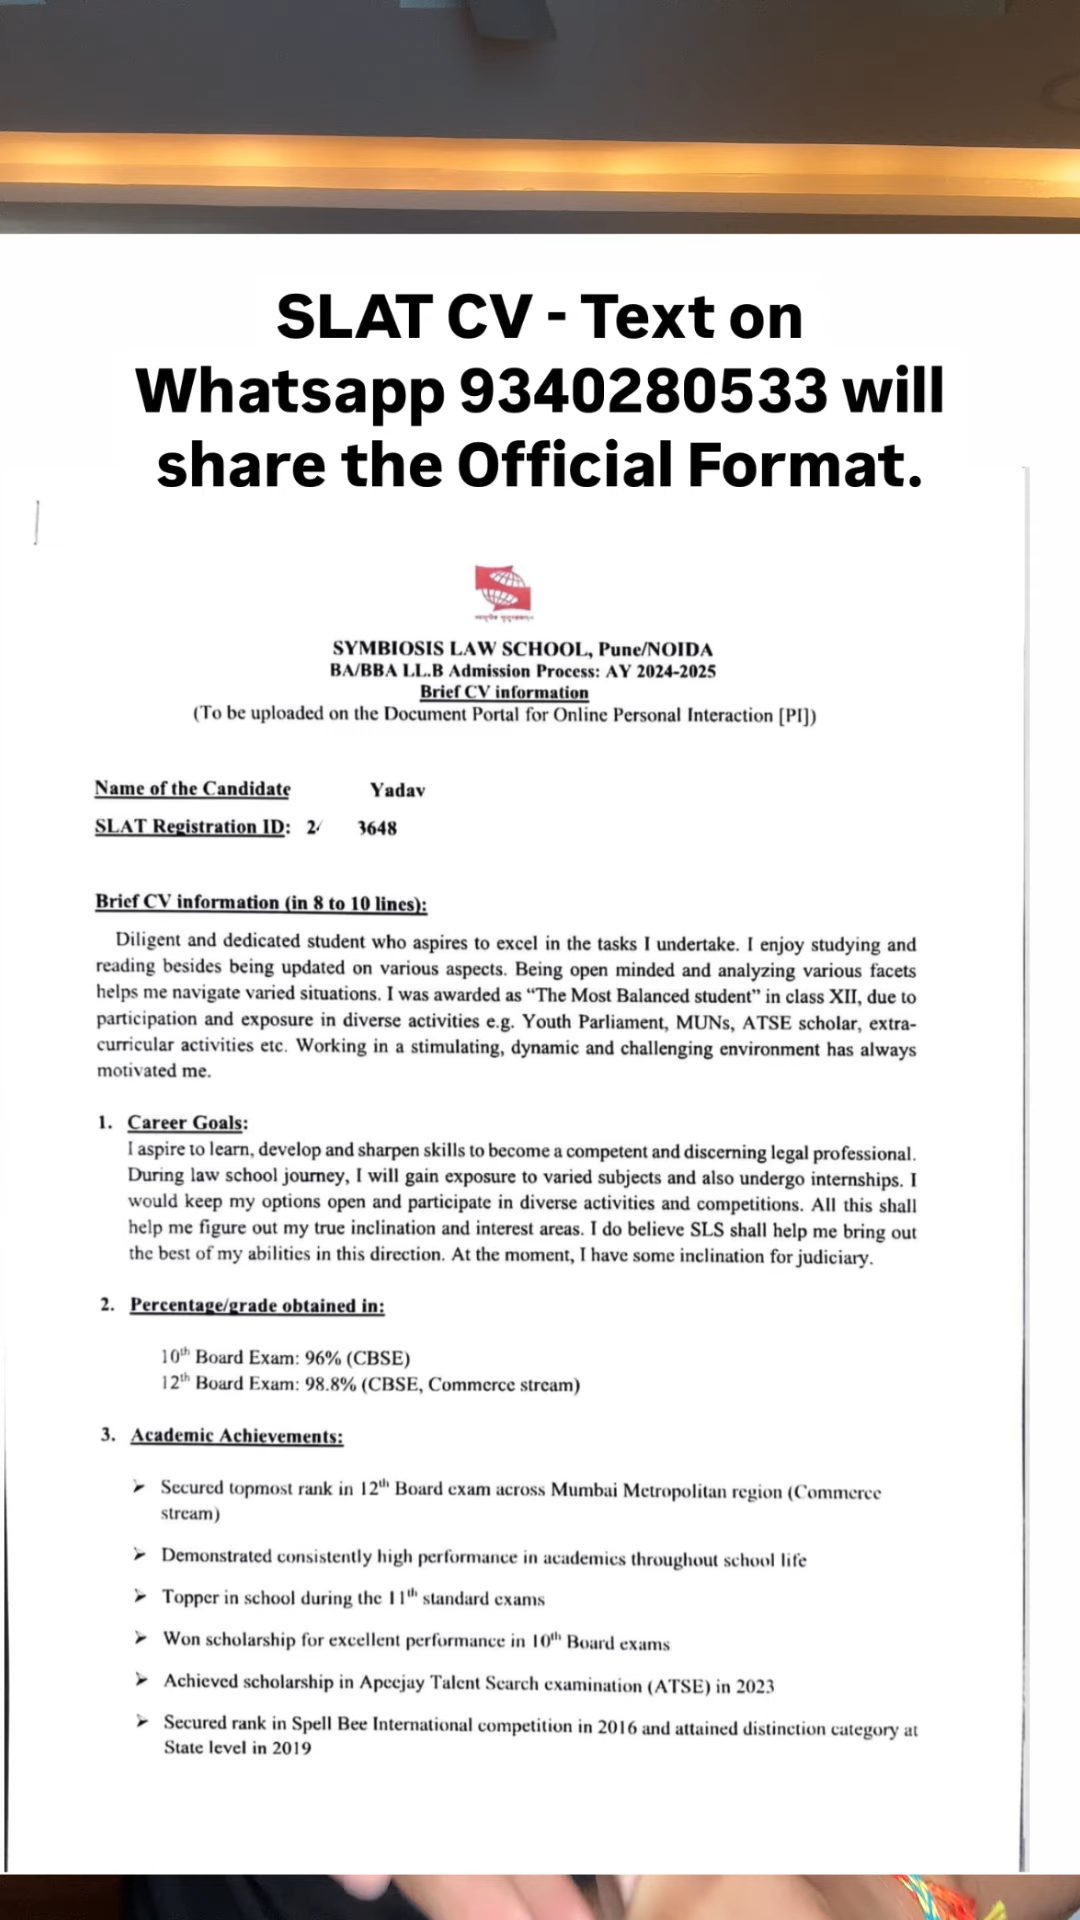 SLAT CV - Text on
Whatsapp 9340280533 will
share the Official Format.
SYMBIOSIS LAW SCHOOL, Pune/NOIDA
BA/BBA LL.B Admission Process: AY 2024-2025
Brief CV information
(To be uploaded on the Document Portal for Online Personal Interaction [PI])
Name of the Candidate Yadav
SLAT Registration ID: 2 3648
Brief CV information (in 8 to 10 lines):
Diligent and dedicated student who aspires to excel in the tasks I undertake. I enjoy studying and
reading besides being updated on various aspects. Being open minded and analyzing various facets
helps me navigate varied situations. I was awarded as “The Most Balanced student” in class XII, due to
participation and exposure in diverse activities e.g. Youth Parliament, MUNs, ATSE scholar, extra-
curricular activities etc. Working in a stimulating, dynamic and challenging environment has always
motivated me.
1. Career Goals:
I aspire to learn, develop and sharpen skills to become a competent and discerning legal professional.
During law school journey, I will gain exposure to varied subjects and also undergo internships. I
would keep my options open and participate in diverse activities and competitions. All this shall
help me figure out my true inclination and interest areas. I do believe SLS shall help me bring out
the best of my abilities in this direction. At the moment, I have some inclination for judiciary.
2. Percentage/grade obtained in:
10th Board Exam: 96% (CBSE)
12th Board Exam: 98.8% (CBSE, Commerce stream)
3. Academic Achievements:
➢ Secured topmost rank in 12th Board exam across Mumbai Metropolitan region (Commerce
stream)
➢ Demonstrated consistently high performance in academics throughout school life
➢ Topper in school during the 11th standard exams
➢ Won scholarship for excellent performance in 10th Board exams
➢ Achieved scholarship in Apeejay Talent Search examination (ATSE) in 2023
➢ Secured rank in Spell Bee International competition in 2016 and attained distinction category at
State level in 2019